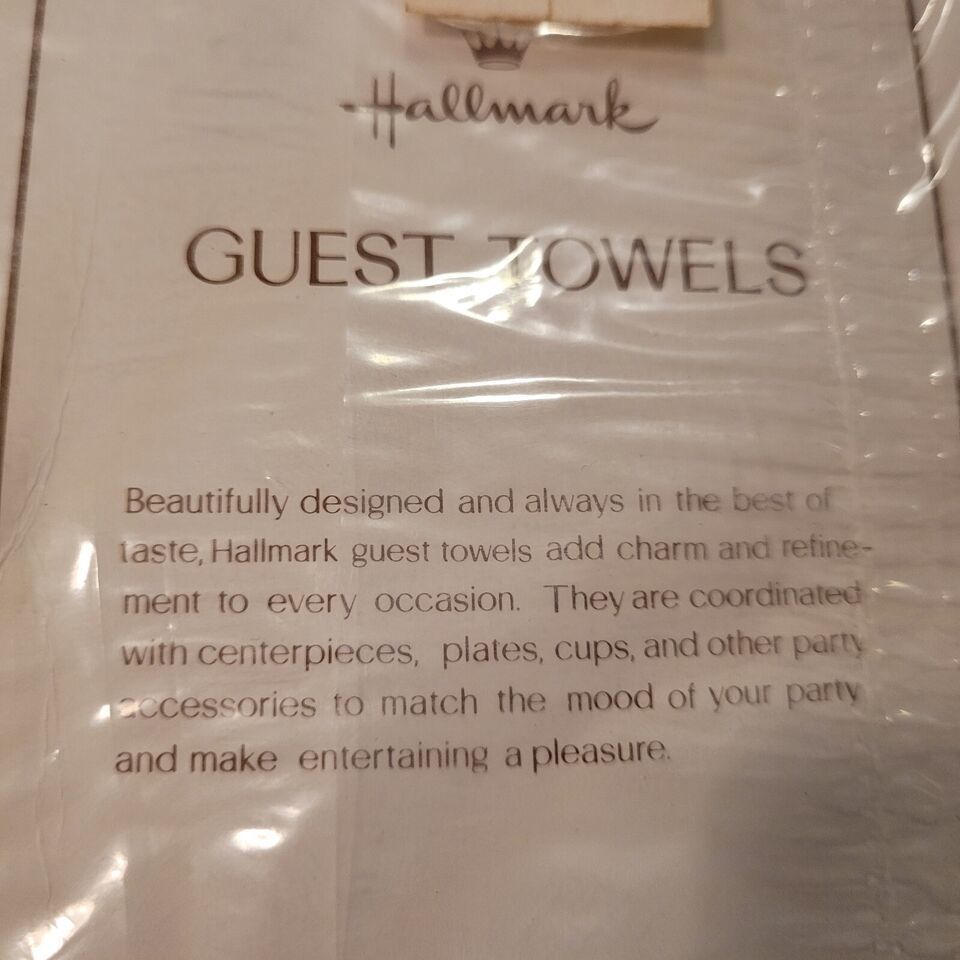 Hallmark
GUEST TOWELS
Beautifully designed and always in the best of
taste, Hallmark guest towels add charm and refine-
ment to every occasion. They are coordinated
with centerpieces, plates, cups, and other party
accessories to match the mood of your party
and make entertaining a pleasure.